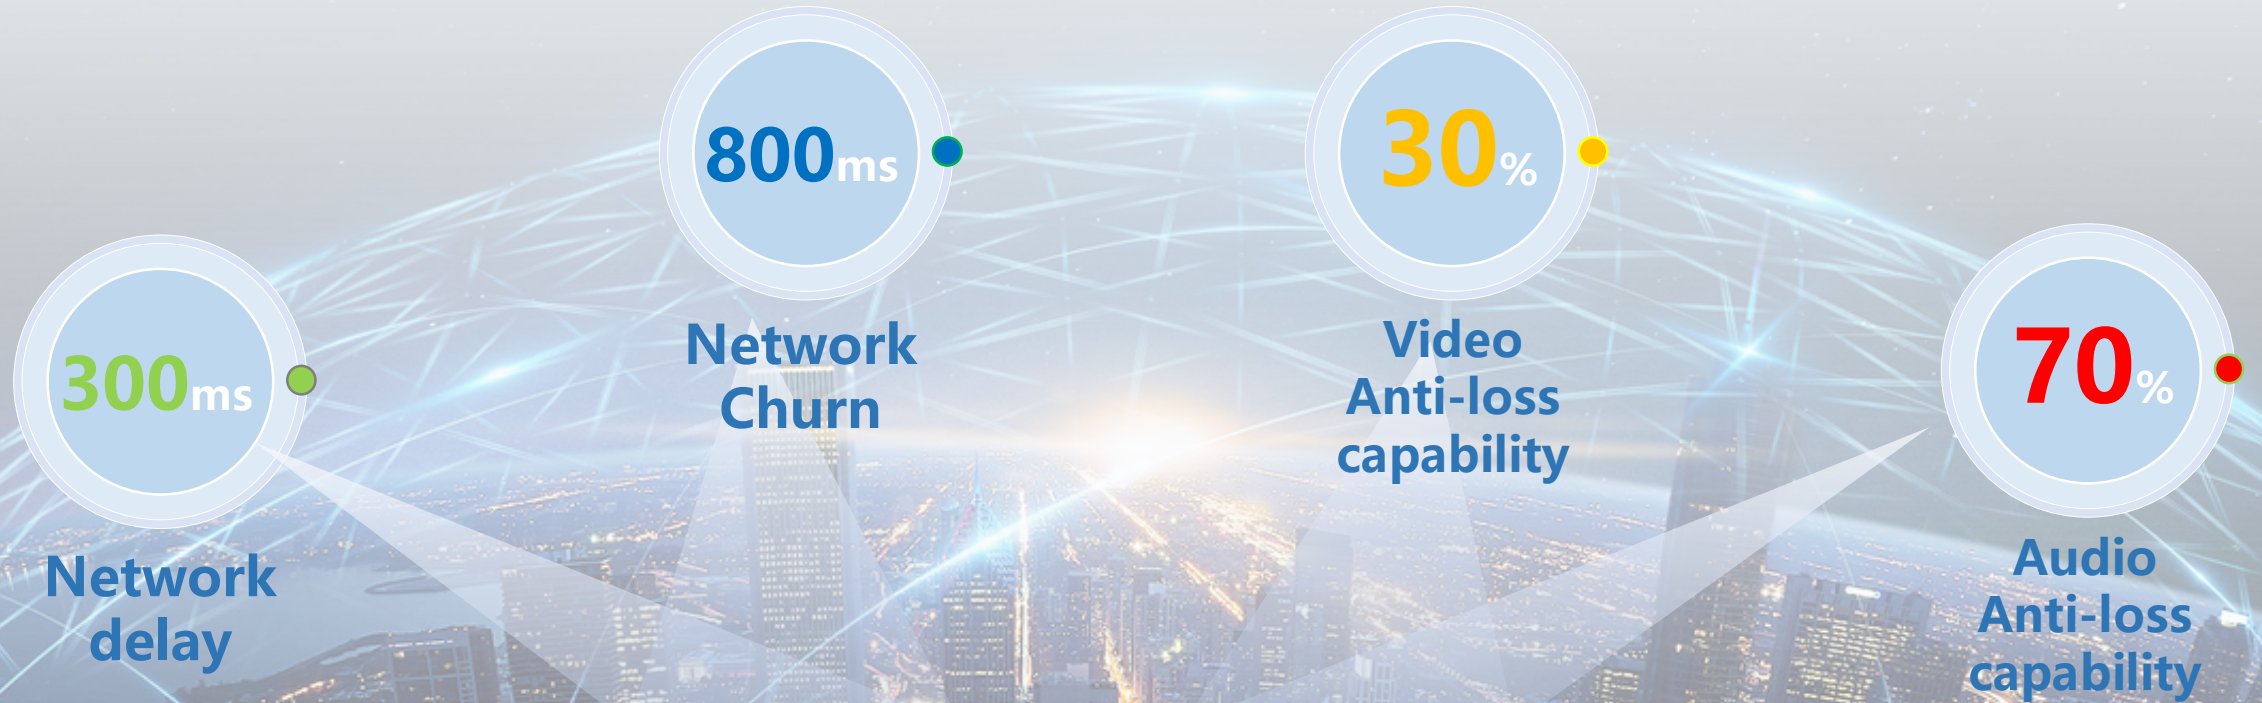 300ms
Network
delay
800ms
Network
Churn
30%
Video
Anti-loss
capability
70%
Audio
Anti-loss
capability